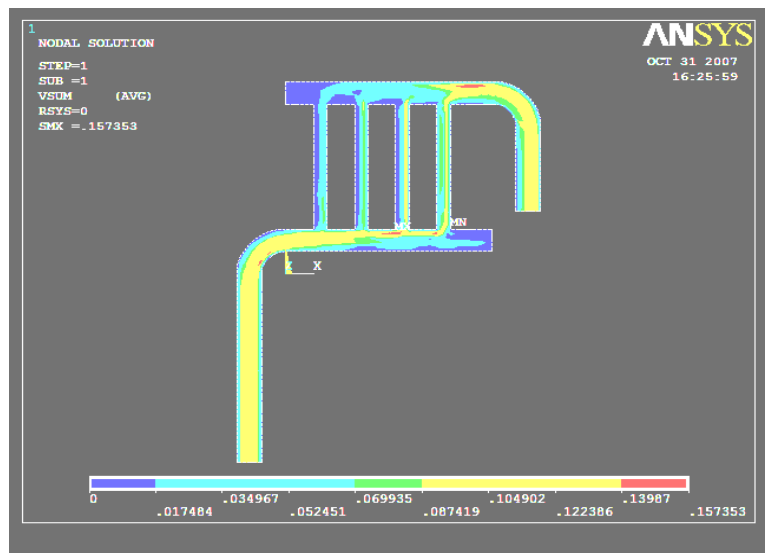 1
NODAL SOLUTION
STEP=1
SUB =1
VSUM (AVG)
RSYS=0
SMX =.157353
ANSYS
OCT 31 2007
16:25:59
MN
X
0 .034967 .069935 .104902 .13987
.017484 .052451 .087419 .122386 .157353